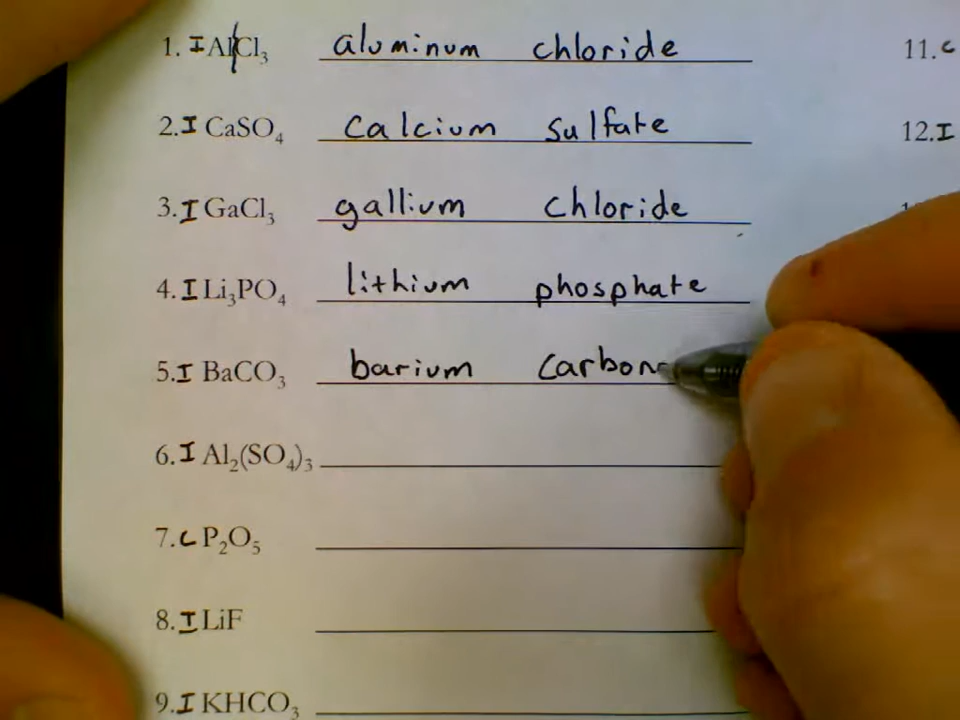 1. I AlCl₃ aluminum chloride
2. I CaSO₄ calcium sulfate
3. I GaCl₃ gallium chloride
4. I Li₃PO₄ lithium phosphate
5. I BaCO₃ barium carbon
6. I Al₂(SO₄)₃
7. C P₂O₅
8. I LiF
9. I KHCO₃
11. C
12. I